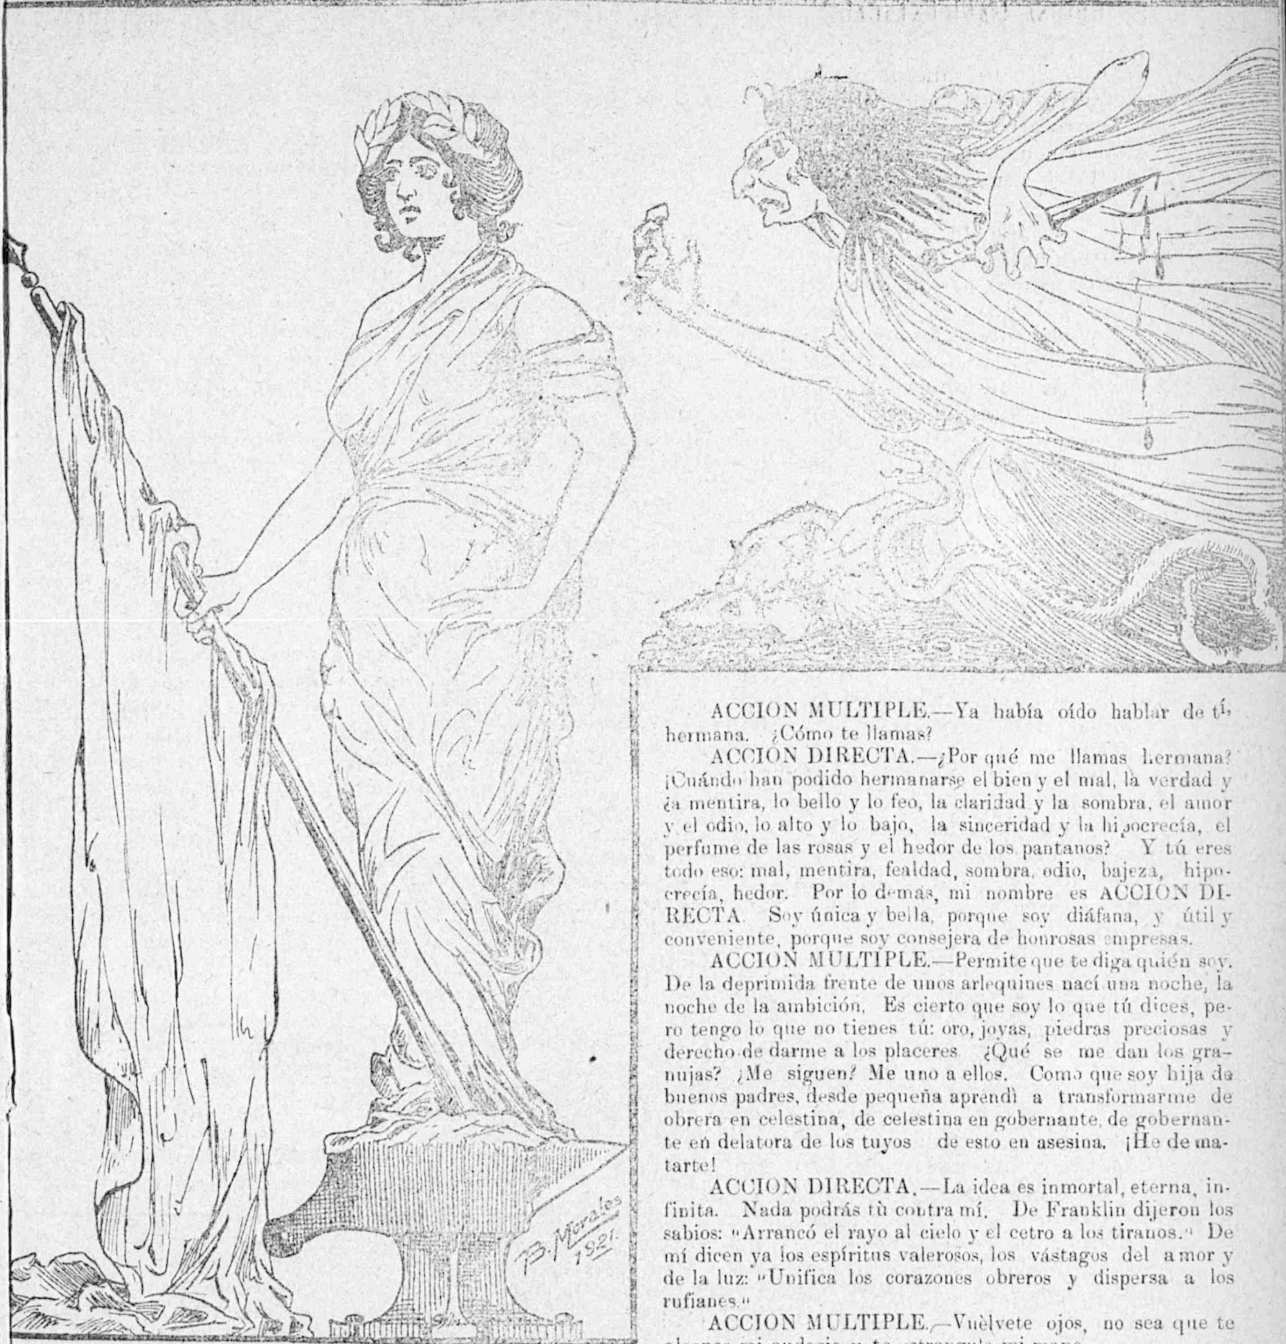 B. Morales
1921.
ACCION MULTIPLE.—Ya había oído hablar de tí,
hermana. ¿Cómo te llamas?
ACCION DIRECTA.—¿Por qué me llamas hermana?
¡Cuándo han podido hermanarse el bien y el mal, la verdad y
¿a mentira, lo bello y lo feo, la claridad y la sombra, el amor
y el odio, lo alto y lo bajo, la sinceridad y la hipocrecía, el
perfume de las rosas y el hedor de los pantanos? Y tú eres
todo eso: mal, mentira, fealdad, sombra, odio, bajeza, hipo-
crecía, hedor. Por lo demás, mi nombre es ACCION DI-
RECTA. Soy única y bella, porque soy diáfana, y útil y
conveniente, porque soy consejera de honrosas empresas.
ACCION MULTIPLE.—Permite que te diga quién soy.
De la deprimida frente de unos arlequines nací una noche, la
noche de la ambición. Es cierto que soy lo que tú dices, pe-
ro tengo lo que no tienes tú: oro, joyas, piedras preciosas y
derecho de darme a los placeres. ¿Qué se me dan los gra-
nujas? ¿Me siguen? Me uno a ellos. Como que soy hija de
buenos padres, desde pequeña aprendì a transformarme de
obrera en celestina, de celestina en gobernante, de gobernan-
te en delatora de los tuyos de esto en asesina. ¡He de ma-
tarte!
ACCION DIRECTA.—La idea es inmortal, eterna, in-
finita. Nada podrás tù contra mí. De Franklin dijeron los
sabios: "Arrancó el rayo al cielo y el cetro a los tiranos." De
mí dicen ya los espíritus valerosos, los vástagos del amor y
de la luz: "Unifica los corazones obreros y dispersa a los
rufianes."
ACCION MULTIPLE.—Vuèlvete ojos, no sea que te